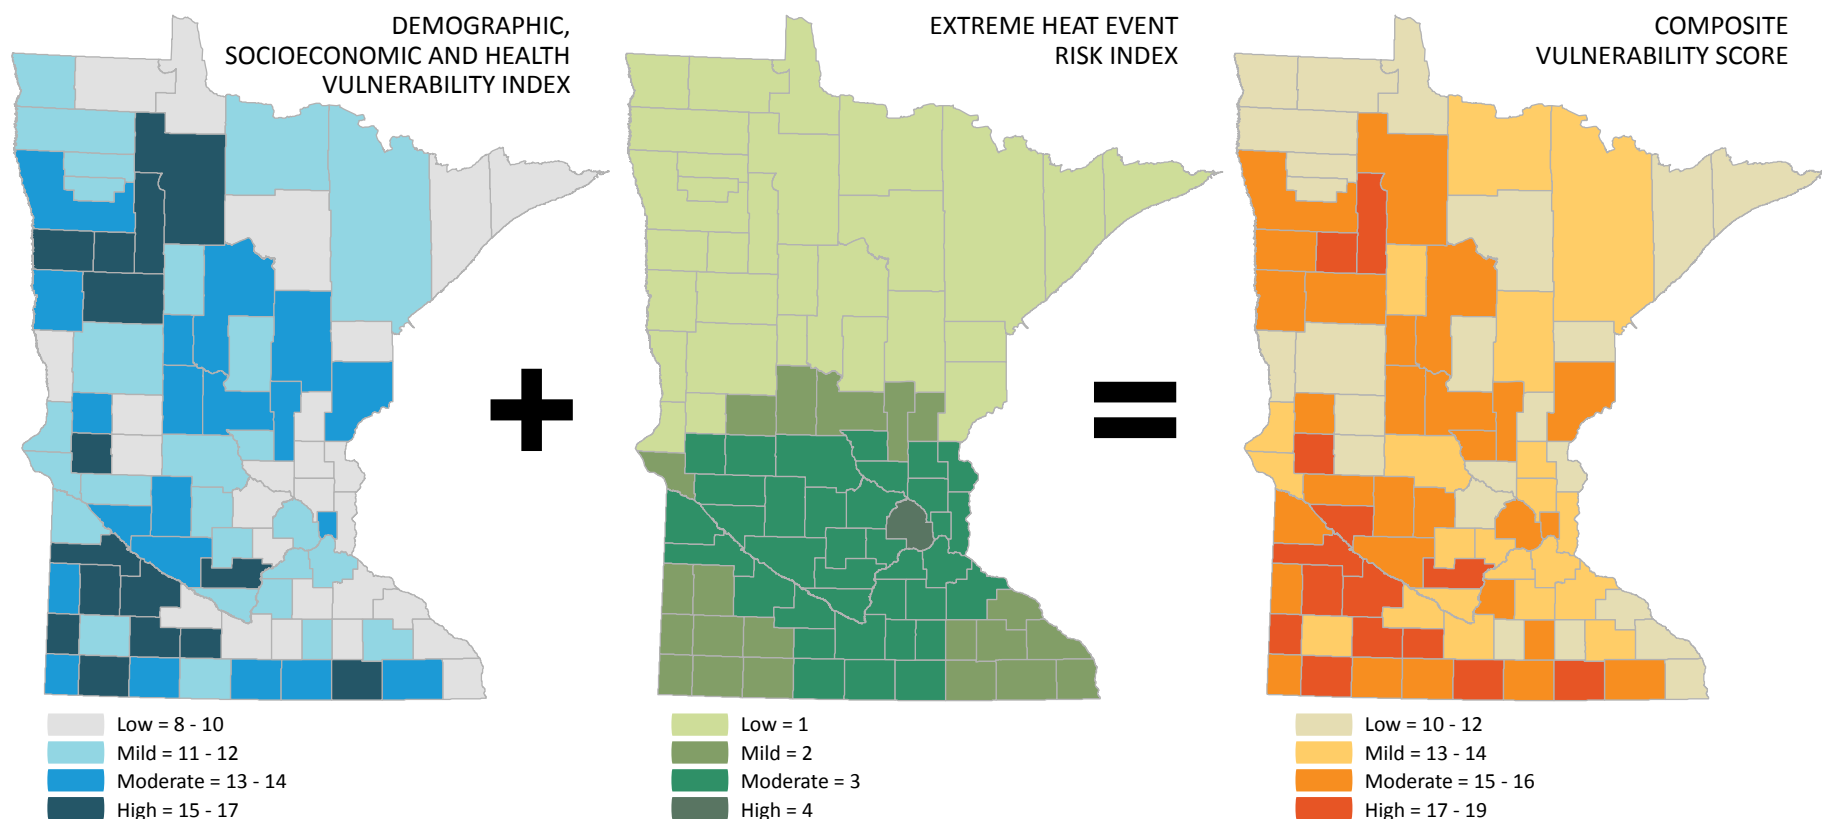 DEMOGRAPHIC,
SOCIOECONOMIC AND HEALTH
VULNERABILITY INDEX
Low = 8 - 10
Mild = 11 - 12
Moderate = 13 - 14
High = 15 - 17
+
EXTREME HEAT EVENT
RISK INDEX
Low = 1
Mild = 2
Moderate = 3
High = 4
=
COMPOSITE
VULNERABILITY SCORE
Low = 10 - 12
Mild = 13 - 14
Moderate = 15 - 16
High = 17 - 19